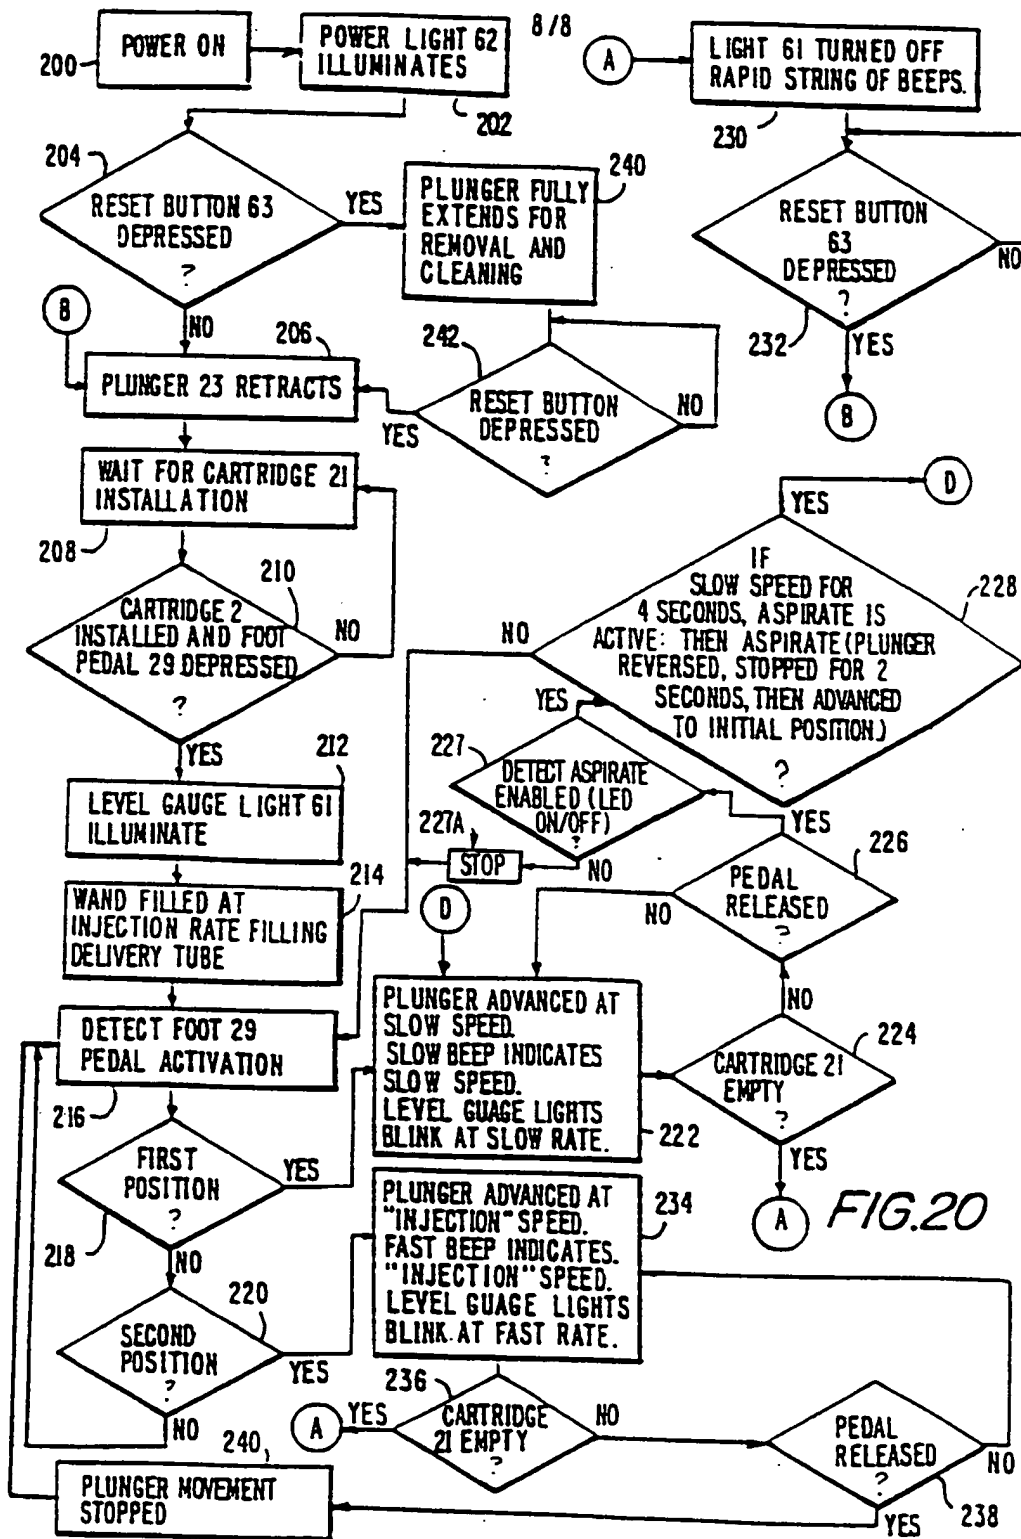 8/8
POWER ON
200
POWER LIGHT 62
ILLUMINATES
202
204
RESET BUTTON 63
DEPRESSED
?
YES
NO
240
PLUNGER FULLY
EXTENDS FOR
REMOVAL AND
CLEANING
B
206
PLUNGER 23 RETRACTS
242
RESET BUTTON
DEPRESSED
?
YES
NO
WAIT FOR CARTRIDGE 21
INSTALLATION
208
210
CARTRIDGE 2
INSTALLED AND FOOT
PEDAL 29 DEPRESSED
?
NO
YES
212
LEVEL GAUGE LIGHT 61
ILLUMINATE
214
WAND FILLED AT
INJECTION RATE FILLING
DELIVERY TUBE
DETECT FOOT 29
PEDAL ACTIVATION
216
FIRST
POSITION
?
218
YES
NO
220
SECOND
POSITION
?
YES
NO
240
PLUNGER MOVEMENT
STOPPED
A
LIGHT 61 TURNED OFF
RAPID STRING OF BEEPS.
230
RESET BUTTON
63
DEPRESSED
?
NO
232
YES
B
D
YES
IF
SLOW SPEED FOR
4 SECONDS, ASPIRATE IS
ACTIVE: THEN ASPIRATE (PLUNGER
REVERSED, STOPPED FOR 2
SECONDS, THEN ADVANCED
TO INITIAL POSITION.)
?
228
NO
YES
227
DETECT ASPIRATE
ENABLED (LED
ON/OFF)
?
227A
STOP
NO
YES
226
PEDAL
RELEASED
?
NO
D
PLUNGER ADVANCED AT
SLOW SPEED.
SLOW BEEP INDICATES
SLOW SPEED.
LEVEL GUAGE LIGHTS
BLINK AT SLOW RATE.
222
NO
224
CARTRIDGE 21
EMPTY
?
YES
A
FIG.20
PLUNGER ADVANCED AT
"INJECTION" SPEED.
FAST BEEP INDICATES.
"INJECTION" SPEED.
LEVEL GUAGE LIGHTS
BLINK AT FAST RATE.
234
236
CARTRIDGE
21 EMPTY
?
YES
A
NO
PEDAL
RELEASED
?
NO
YES
238